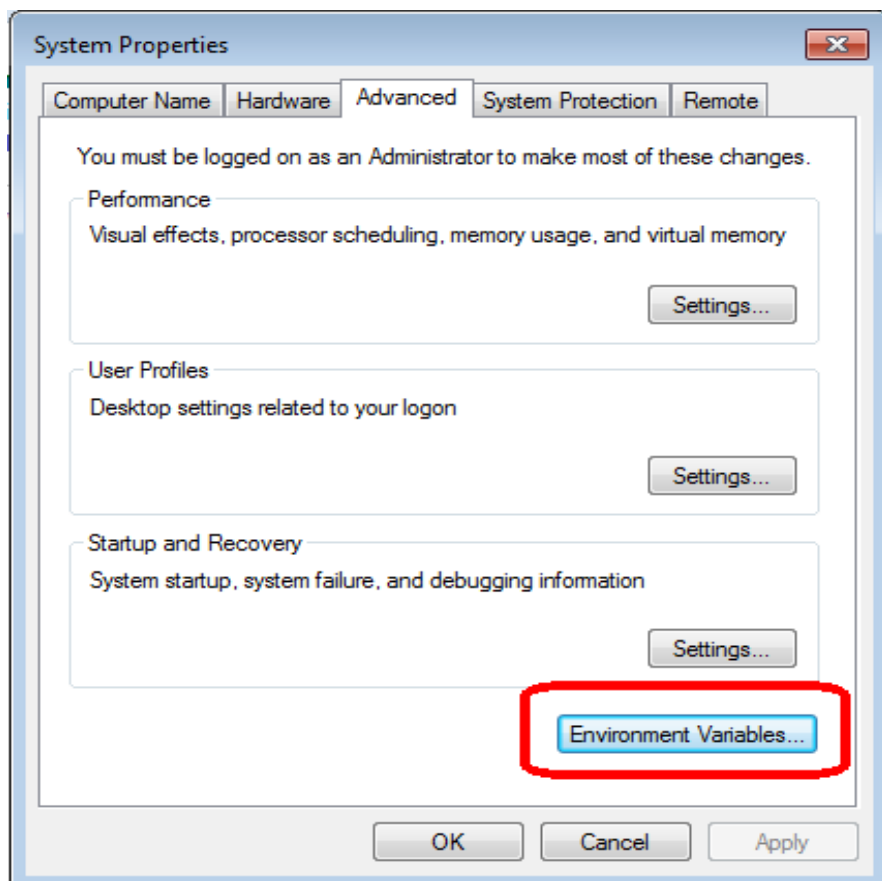 System Properties
Computer Name Hardware Advanced System Protection Remote
You must be logged on as an Administrator to make most of these changes.
Performance
Visual effects, processor scheduling, memory usage, and virtual memory
Settings...
User Profiles
Desktop settings related to your logon
Settings...
Startup and Recovery
System startup, system failure, and debugging information
Settings...
Environment Variables...
OK Cancel Apply